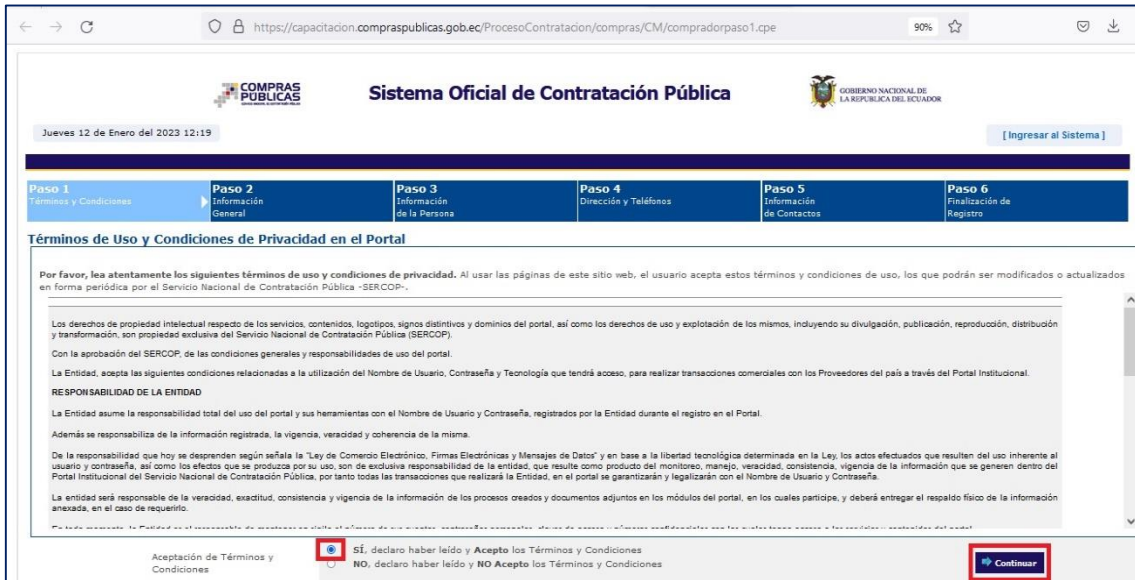 https://capacitacion.compraspublicas.gob.ec/ProcesoContratacion/compras/CM/compradorpaso1.cpe
90%
COMPRAS
PÚBLICAS
Sistema Oficial de Contratación Pública
GOBIERNO NACIONAL DE
LA REPUBLICA DEL ECUADOR
Jueves 12 de Enero del 2023 12:19
[ Ingresar al Sistema ]
Paso 1
Términos y Condiciones
Paso 2
Información
General
Paso 3
Información
de la Persona
Paso 4
Dirección y Teléfonos
Paso 5
Información
de Contactos
Paso 6
Finalización de
Registro
Términos de Uso y Condiciones de Privacidad en el Portal
Por favor, lea atentamente los siguientes términos de uso y condiciones de privacidad. Al usar las páginas de este sitio web, el usuario acepta estos términos y condiciones de uso, los que podrán ser modificados o actualizados
en forma periódica por el Servicio Nacional de Contratación Pública -SERCOP-.
Los derechos de propiedad intelectual respecto de los servicios, contenidos, logotipos, signos distintivos y dominios del portal, así como los derechos de uso y explotación de los mismos, incluyendo su divulgación, publicación, reproducción, distribución
y transformación, son propiedad exclusiva del Servicio Nacional de Contratación Pública (SERCOP).
Con la aprobación del SERCOP, de las condiciones generales y responsabilidades de uso del portal.
La Entidad, acepta las siguientes condiciones relacionadas a la utilización del Nombre de Usuario, Contraseña y Tecnología que tendrá acceso, para realizar transacciones comerciales con los Proveedores del país a través del Portal Institucional.
RESPONSABILIDAD DE LA ENTIDAD
La Entidad asume la responsabilidad total del uso del portal y sus herramientas con el Nombre de Usuario y Contraseña, registrados por la Entidad durante el registro en el Portal.
Además se responsabiliza de la información registrada, la vigencia, veracidad y coherencia de la misma.
De la responsabilidad que hoy se desprenden según señala la "Ley de Comercio Electrónico, Firmas Electrónicas y Mensajes de Datos" y en base a la libertad tecnológica determinada en la Ley, los actos efectuados que resulten del uso inherente al
usuario y contraseña, así como los efectos que se produzca por su uso, son de exclusiva responsabilidad de la entidad, que resulte como producto del monitoreo, manejo, veracidad, consistencia, vigencia de la información que se generen dentro del
Portal Institucional del Servicio Nacional de Contratación Pública, por tanto todas las transacciones que realizará la Entidad, en el portal se garantizarán y legalizarán con el Nombre de Usuario y Contraseña.
La entidad será responsable de la veracidad, exactitud, consistencia y vigencia de la información de los procesos creados y documentos adjuntos en los módulos del portal, en los cuales participe, y deberá entregar el respaldo físico de la información
anexada, en el caso de requerirlo.
Aceptación de Términos y
Condiciones
SÍ, declaro haber leído y Acepto los Términos y Condiciones
NO, declaro haber leído y NO Acepto los Términos y Condiciones
Continuar